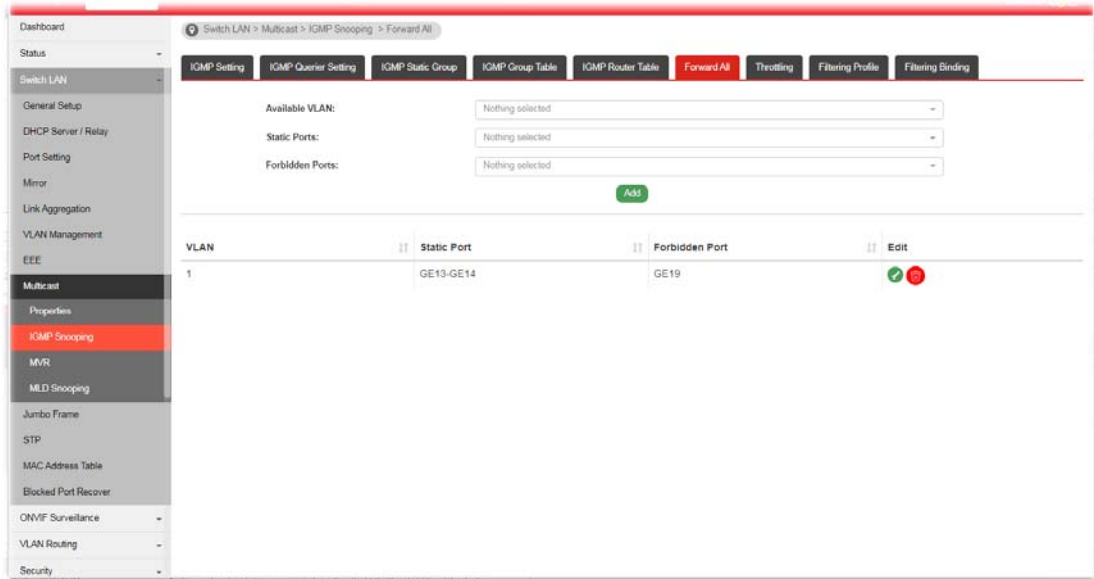 Dashboard
Status
Switch LAN
General Setup
DHCP Server / Relay
Port Setting
Mirror
Link Aggregation
VLAN Management
EEE
Multicast
Properties
IGMP Snooping
MVR
MLD Snooping
Jumbo Frame
STP
MAC Address Table
Blocked Port Recover
ONVIF Surveillance
VLAN Routing
Security
Switch LAN > Multicast > IGMP Snooping > Forward All
IGMP Setting IGMP Querier Setting IGMP Static Group IGMP Group Table IGMP Router Table Forward All Throttling Filtering Profile Filtering Binding
Available VLAN: Nothing selected
Static Ports: Nothing selected
Forbidden Ports: Nothing selected
Add
VLAN Static Port Forbidden Port Edit
1 GE13-GE14 GE19